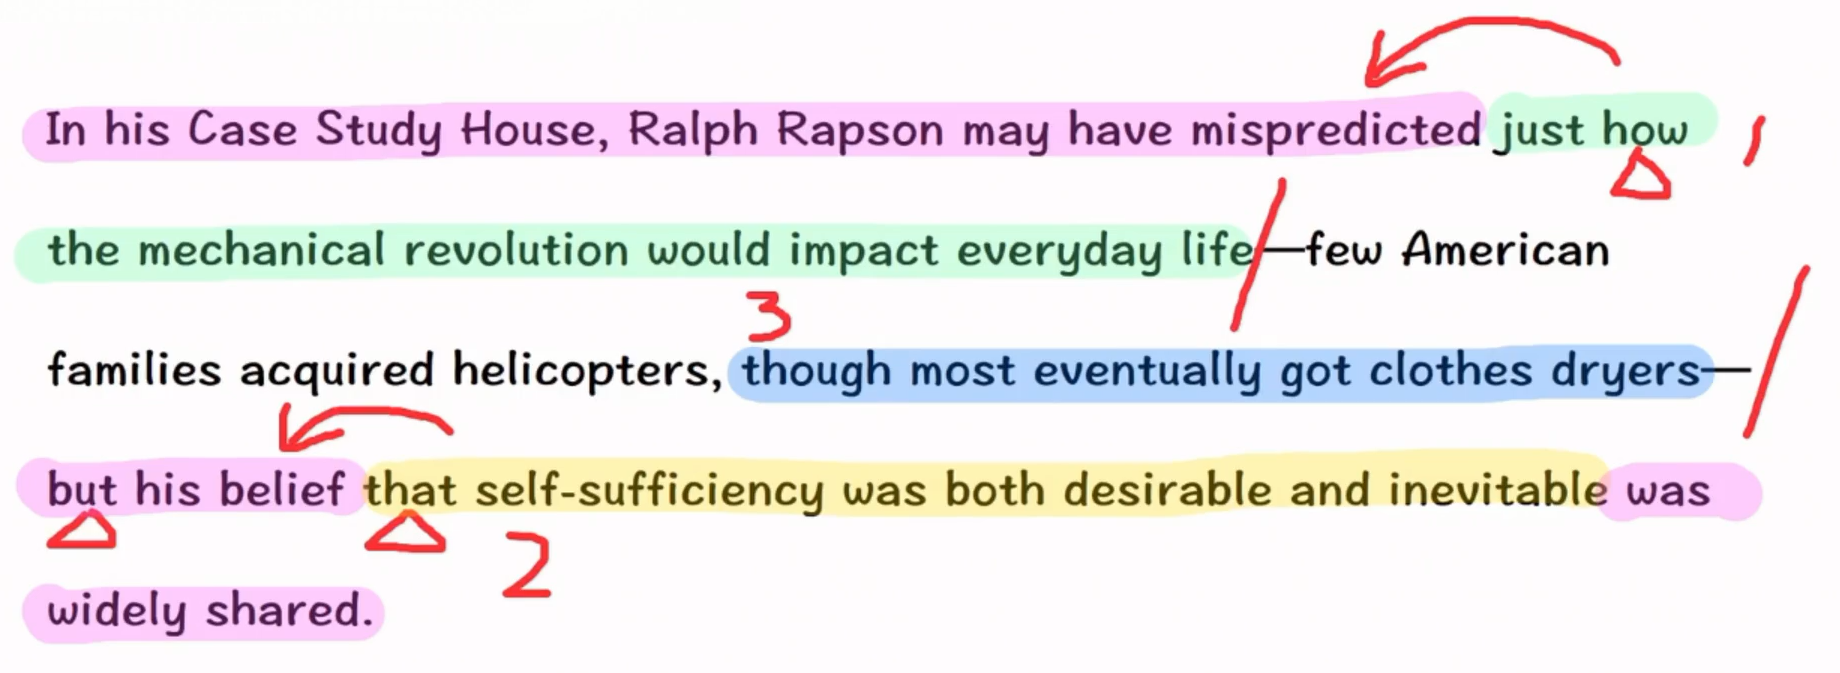 In his Case Study House, Ralph Rapson may have mispredicted just how 1
the mechanical revolution would impact everyday life—few American
3
families acquired helicopters, though most eventually got clothes dryers—
but his belief that self-sufficiency was both desirable and inevitable was
2
widely shared.